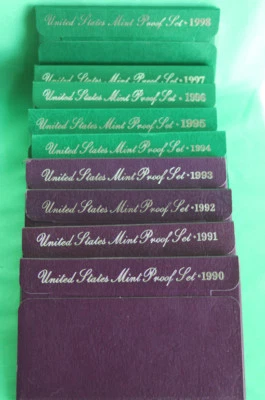 United States Mint Proof Set • 1998
United States Mint Proof Set • 1997
United States Mint Proof Set • 1996
United States Mint Proof Set • 1995
United States Mint Proof Set • 1994
United States Mint Proof Set • 1993
United States Mint Proof Set • 1992
United States Mint Proof Set • 1991
United States Mint Proof Set • 1990